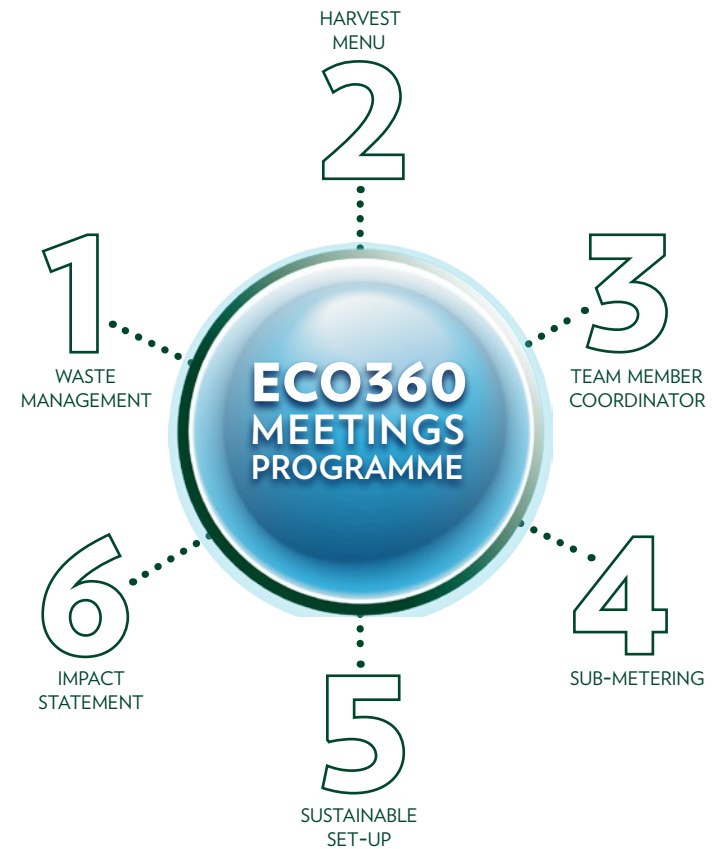 HARVEST
MENU
2
1
WASTE
MANAGEMENT
3
TEAM MEMBER
COORDINATOR
ECO360
MEETINGS
PROGRAMME
6
IMPACT
STATEMENT
4
SUB-METERING
5
SUSTAINABLE
SET-UP